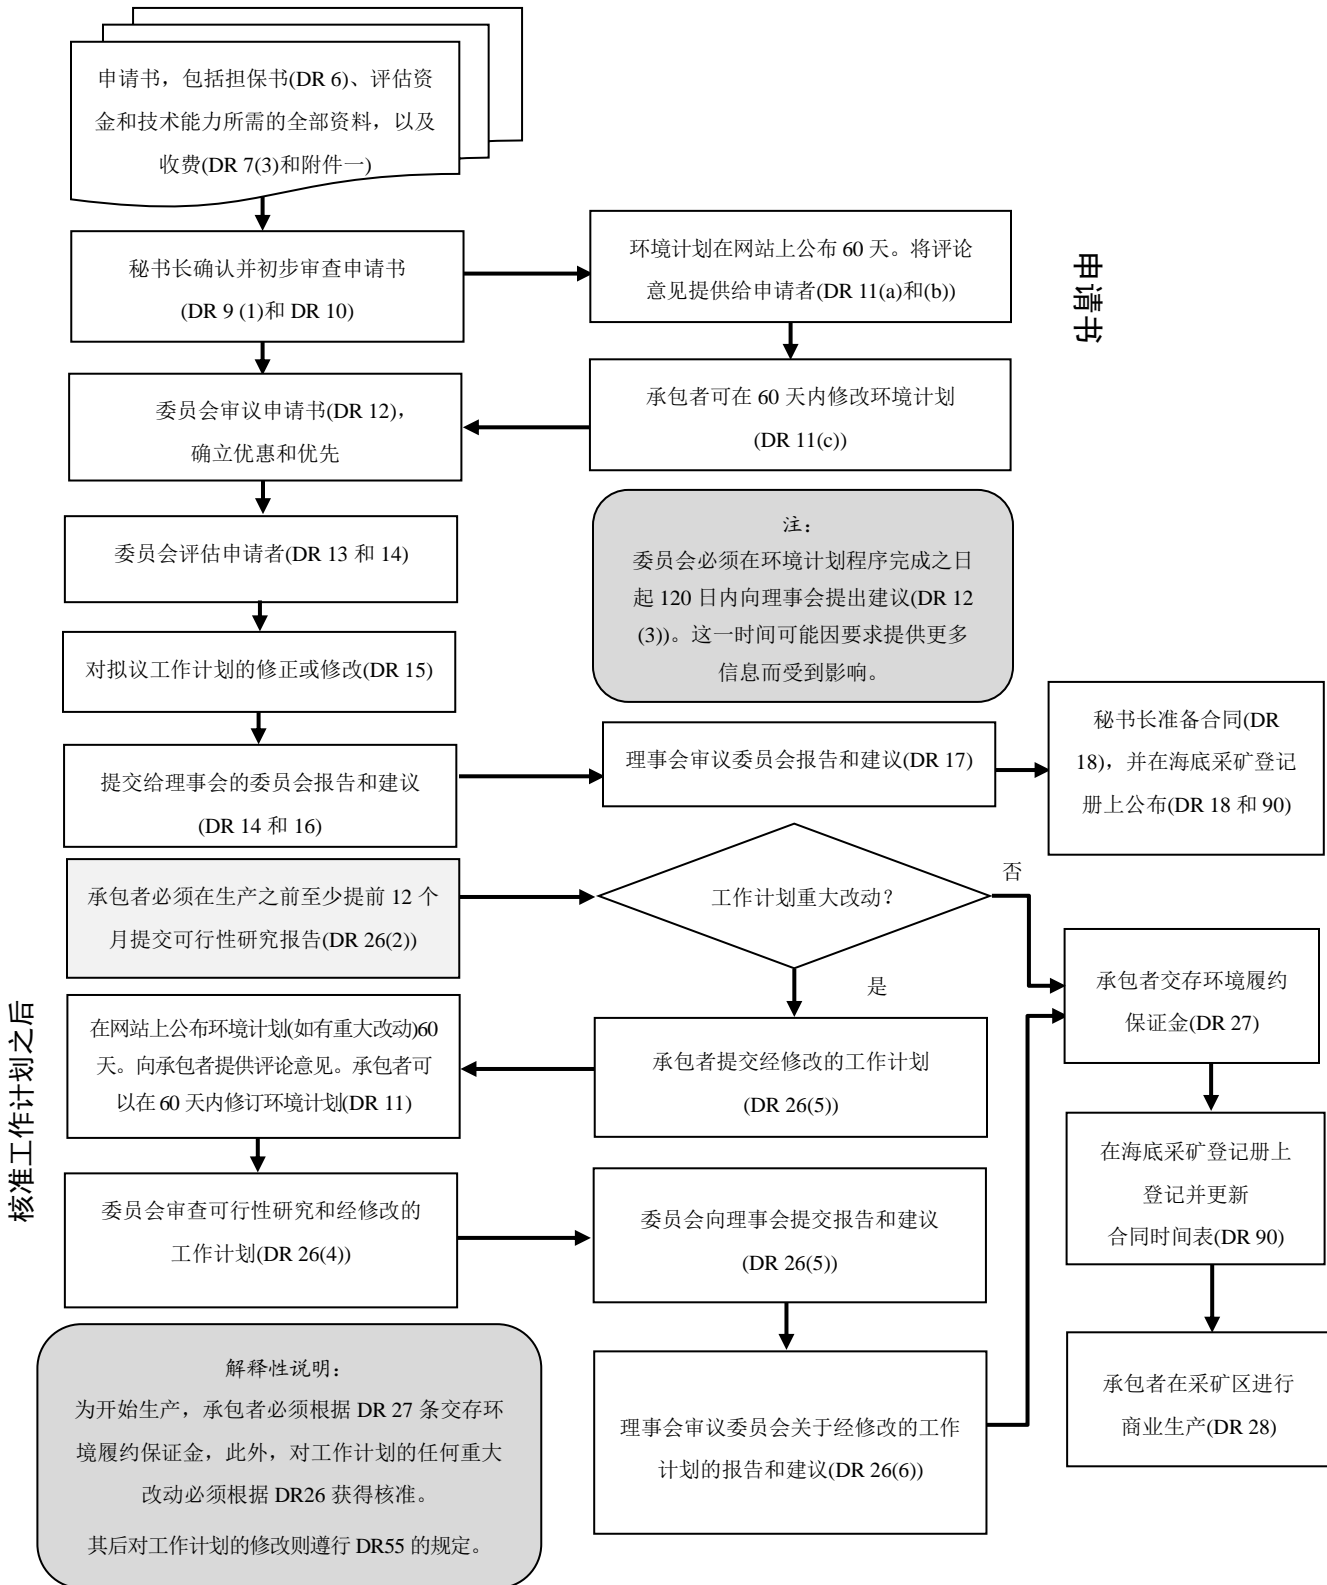 申请书，包括担保书(DR 6)、评估资
金和技术能力所需的全部资料，以及
收费(DR 7(3)和附件一)
秘书长确认并初步审查申请书
(DR 9 (1)和 DR 10)
环境计划在网站上公布 60 天。将评论
意见提供给申请者(DR 11(a)和(b))
申请书
委员会审议申请书(DR 12)，
确立优惠和优先
承包者可在 60 天内修改环境计划
(DR 11(c))
委员会评估申请者(DR 13 和 14)
注：
委员会必须在环境计划程序完成之日
起 120 日内向理事会提出建议(DR 12
(3))。这一时间可能因要求提供更多
信息而受到影响。
对拟议工作计划的修正或修改(DR 15)
提交给理事会的委员会报告和建议
(DR 14 和 16)
理事会审议委员会报告和建议(DR 17)
秘书长准备合同(DR
18)，并在海底采矿登记
册上公布(DR 18 和 90)
承包者必须在生产之前至少提前 12 个
月提交可行性研究报告(DR 26(2))
工作计划重大改动？
否
是
承包者交存环境履约
保证金(DR 27)
核准工作计划之后
在网站上公布环境计划(如有重大改动)60
天。向承包者提供评论意见。承包者可
以在 60 天内修订环境计划(DR 11)
承包者提交经修改的工作计划
(DR 26(5))
在海底采矿登记册上
登记并更新
合同时间表(DR 90)
委员会审查可行性研究和经修改的
工作计划(DR 26(4))
委员会向理事会提交报告和建议
(DR 26(5))
承包者在采矿区进行
商业生产(DR 28)
理事会审议委员会关于经修改的工作
计划的报告和建议(DR 26(6))
解释性说明：
为开始生产，承包者必须根据 DR 27 条交存环
境履约保证金，此外，对工作计划的任何重大
改动必须根据 DR26 获得核准。
其后对工作计划的修改则遵行 DR55 的规定。